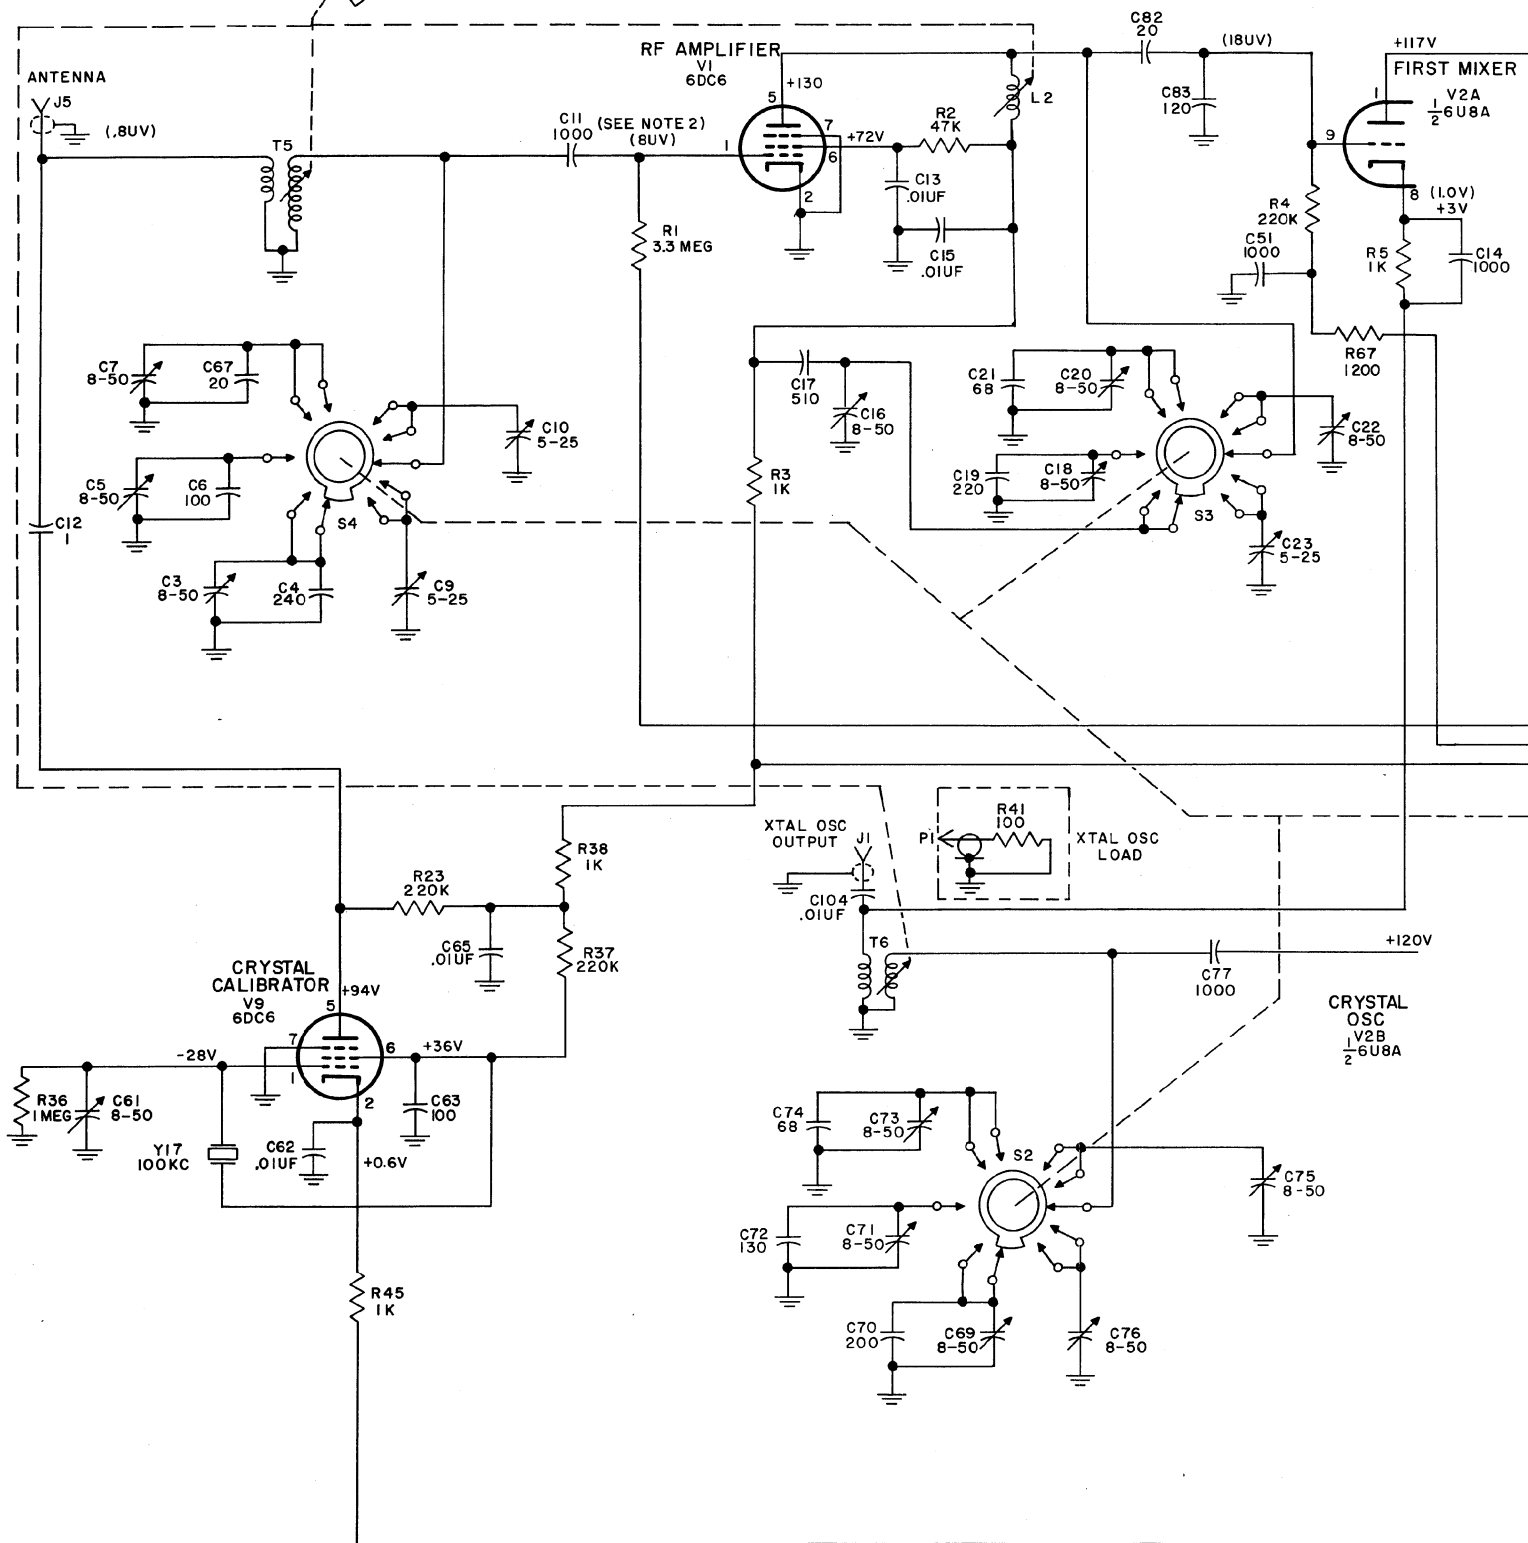 ANTENNA
J5
(.8UV)
T5
C11
1000
(SEE NOTE 2)
(8UV)
RF AMPLIFIER
V1
6DC6
+130
5
7
6
1
2
+72V
R2
47K
L2
C13
.01UF
C15
.01UF
R1
3.3 MEG
C82
20
(18UV)
C83
120
+117V
FIRST MIXER
V2A
1/2 6U8A
1
9
8
(1.0V)
+3V
R4
220K
C51
1000
R5
1K
C14
1000
R67
1200
C7
8-50
C67
20
C10
5-25
C5
8-50
C6
100
S4
C12
1
C3
8-50
C4
240
C9
5-25
C17
510
C16
8-50
R3
1K
C21
68
C20
8-50
C22
8-50
C19
220
C18
8-50
S3
C23
5-25
XTAL OSC
OUTPUT
J1
P1
R41
100
XTAL OSC
LOAD
C104
.01UF
T6
R38
1K
R23
220K
C65
.01UF
R37
220K
CRYSTAL
CALIBRATOR
V9
6DC6
+94V
5
7
6
1
2
+36V
-28V
R36
1MEG
C61
8-50
Y17
100KC
C62
.01UF
C63
100
+0.6V
R45
1K
C77
1000
+120V
CRYSTAL
OSC
V2B
1/2 6U8A
C74
68
C73
8-50
S2
C75
8-50
C72
130
C71
8-50
C70
200
C69
8-50
C76
8-50